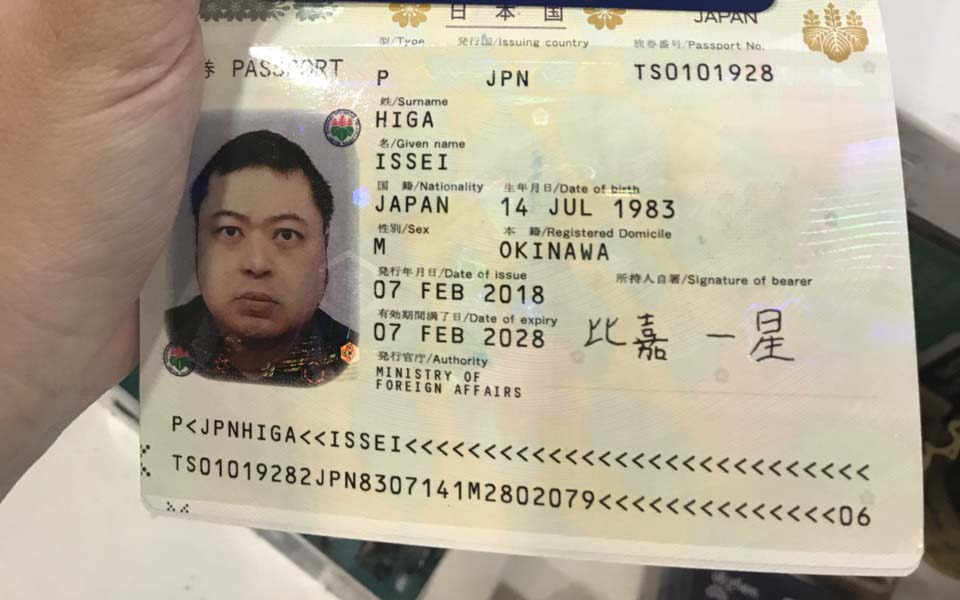 日本国 JAPAN
型/Type 発行国/Issuing country 旅券番号/Passport No.
券 PASSPORT P JPN TS0101928
姓/Surname
HIGA
名/Given name
ISSEI
国 籍/Nationality 生年月日/Date of birth
JAPAN 14 JUL 1983
性別/Sex 本 籍/Registered Domicile
M OKINAWA
発行年月日/Date of issue 所持人自署/Signature of bearer
07 FEB 2018
有効期間満了日/Date of expiry
07 FEB 2028 比嘉 一星
発行官庁/Authority
MINISTRY OF
FOREIGN AFFAIRS
P<JPNHIGA<<ISSEI<<<<<<<<<<<<<<<<<<<<<<<<<<<<
TS01019282JPN8307141M2802079<<<<<<<<<<<<<<06